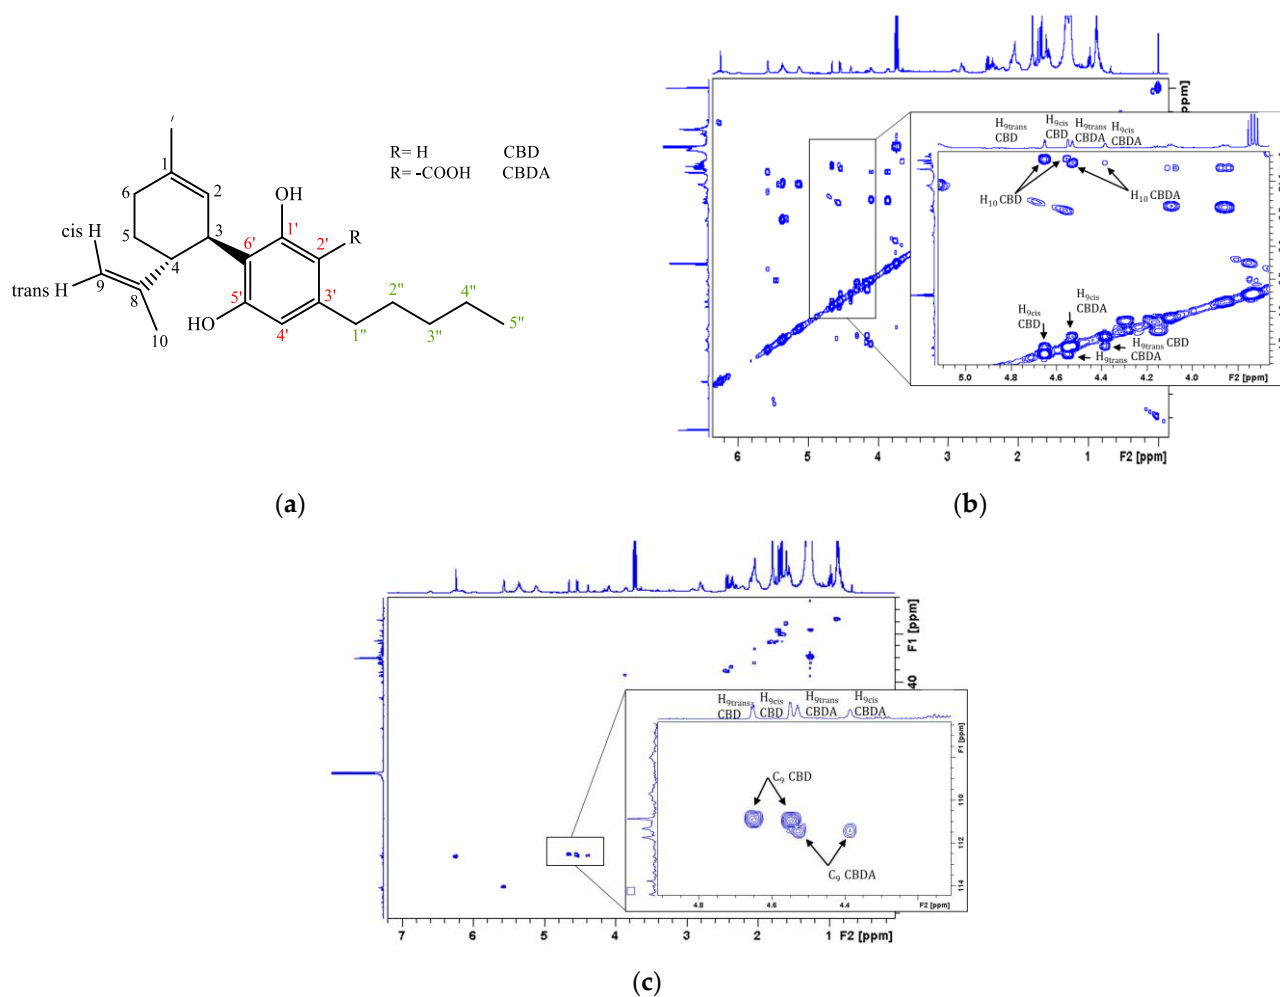 7
1
6
2
5
3
4
cis H
trans H
9
8
10
OH
1'
6'
2'
R
5'
3'
HO
4'
1''
2''
3''
4''
5''
R= H CBD
R= -COOH CBDA
(a)
ppm]
H9trans CBD
H9cis CBD
H9trans CBDA
H9cis CBDA
H10 CBD
H10 CBDA
H9cis CBD
H9cis CBDA
H9trans CBD
H9trans CBDA
5.0 4.8 4.6 4.4 4.2 4.0 F2 [ppm]
6 5 4 3 2 1 F2 [ppm]
(b)
F1 [ppm]
40
H9trans CBD
H9cis CBD
H9trans CBDA
H9cis CBDA
F1 [ppm]
C9 CBD
110
112
C9 CBDA
114
4.8 4.6 4.4 F2 [ppm]
7 6 5 4 3 2 1 F2 [ppm]
(c)